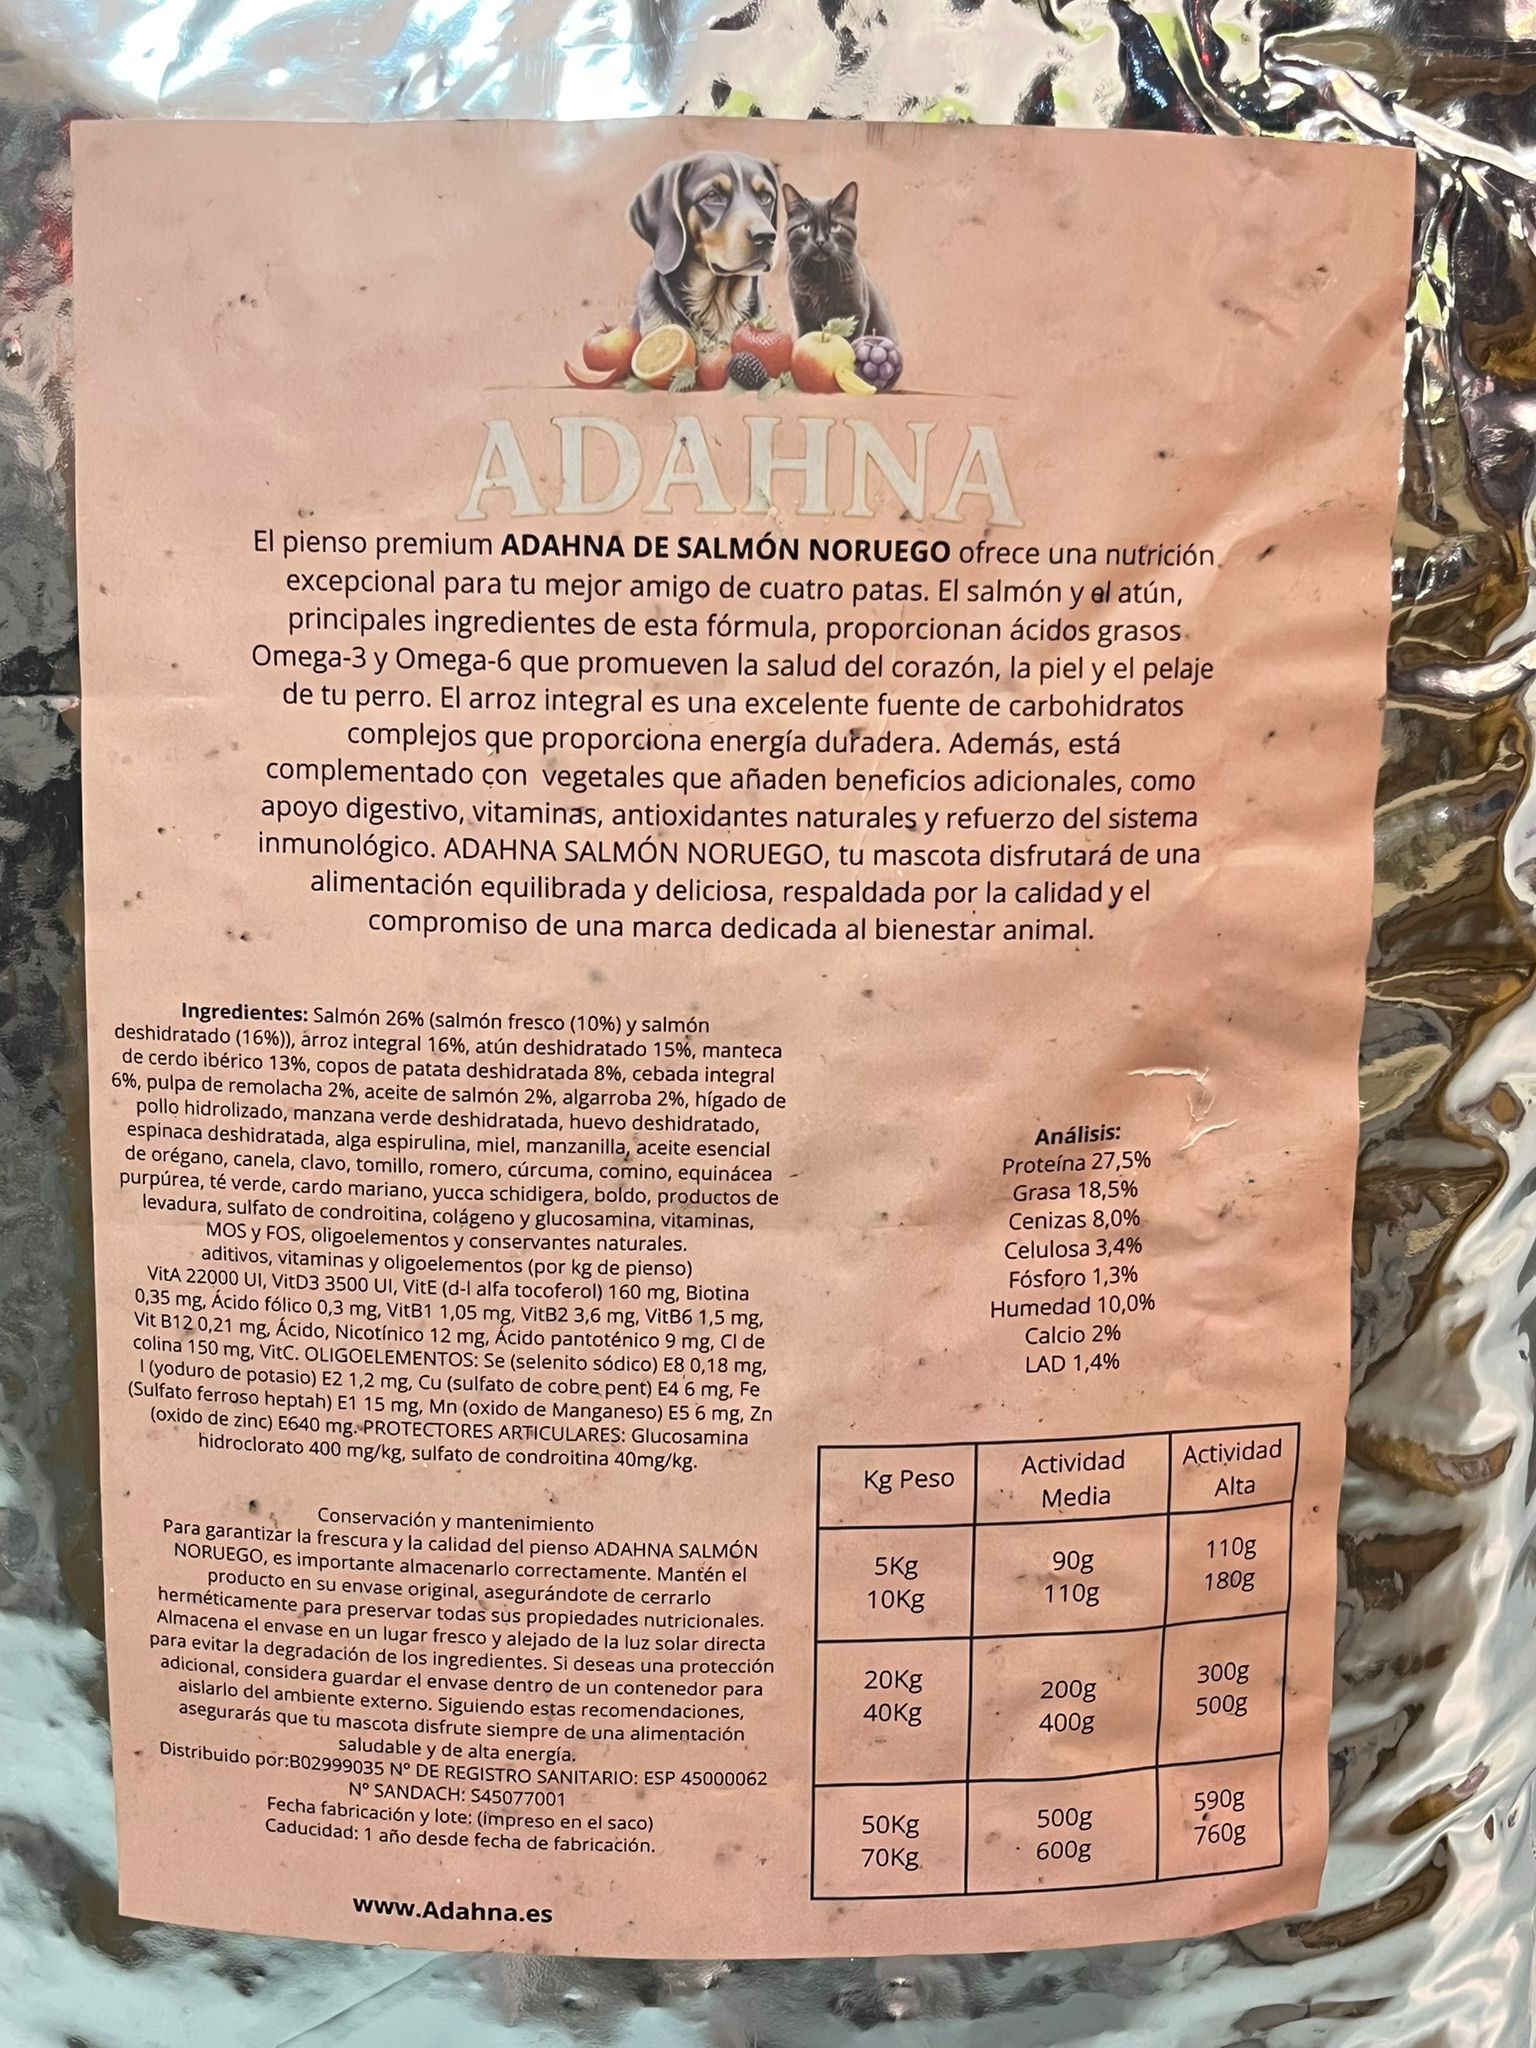 ADAHNA
El pienso premium ADAHNA DE SALMÓN NORUEGO ofrece una nutrición
excepcional para tu mejor amigo de cuatro patas. El salmón y el atún,
principales ingredientes de esta fórmula, proporcionan ácidos grasos
Omega-3 y Omega-6 que promueven la salud del corazón, la piel y el pelaje
de tu perro. El arroz integral es una excelente fuente de carbohidratos
complejos que proporciona energía duradera. Además, está
complementado con vegetales que añaden beneficios adicionales, como
apoyo digestivo, vitaminas, antioxidantes naturales y refuerzo del sistema
inmunológico. ADAHNA SALMÓN NORUEGO, tu mascota disfrutará de una
alimentación equilibrada y deliciosa, respaldada por la calidad y el
compromiso de una marca dedicada al bienestar animal.
Ingredientes: Salmón 26% (salmón fresco (10%) y salmón
deshidratado (16%)), arroz integral 16%, atún deshidratado 15%, manteca
de cerdo ibérico 13%, copos de patata deshidratada 8%, cebada integral
6%, pulpa de remolacha 2%, aceite de salmón 2%, algarroba 2%, hígado de
pollo hidrolizado, manzana verde deshidratada, huevo deshidratado,
espinaca deshidratada, alga espirulina, miel, manzanilla, aceite esencial
de orégano, canela, clavo, tomillo, romero, cúrcuma, comino, equinácea
purpúrea, té verde, cardo mariano, yucca schidigera, boldo, productos de
levadura, sulfato de condroitina, colágeno y glucosamina, vitaminas,
MOS y FOS, oligoelementos y conservantes naturales.
aditivos, vitaminas y oligoelementos (por kg de pienso)
VitA 22000 UI, VitD3 3500 UI, VitE (d-l alfa tocoferol) 160 mg, Biotina
0,35 mg, Ácido fólico 0,3 mg, VitB1 1,05 mg, VitB2 3,6 mg, VitB6 1,5 mg,
Vit B12 0,21 mg, Ácido, Nicotínico 12 mg, Ácido pantoténico 9 mg, Cl de
colina 150 mg, VitC. OLIGOELEMENTOS: Se (selenito sódico) E8 0,18 mg,
I (yoduro de potasio) E2 1,2 mg, Cu (sulfato de cobre pent) E4 6 mg, Fe
(Sulfato ferroso heptah) E1 15 mg, Mn (oxido de Manganeso) E5 6 mg, Zn
(oxido de zinc) E640 mg. PROTECTORES ARTICULARES: Glucosamina
hidroclorato 400 mg/kg, sulfato de condroitina 40mg/kg.
Conservación y mantenimiento
Para garantizar la frescura y la calidad del pienso ADAHNA SALMÓN
NORUEGO, es importante almacenarlo correctamente. Mantén el
producto en su envase original, asegurándote de cerrarlo
herméticamente para preservar todas sus propiedades nutricionales.
Almacena el envase en un lugar fresco y alejado de la luz solar directa
para evitar la degradación de los ingredientes. Si deseas una protección
adicional, considera guardar el envase dentro de un contenedor para
aislarlo del ambiente externo. Siguiendo estas recomendaciones,
asegurarás que tu mascota disfrute siempre de una alimentación
saludable y de alta energía.
Distribuido por:B02999035 Nº DE REGISTRO SANITARIO: ESP 45000062
Nº SANDACH: S45077001
Fecha fabricación y lote: (impreso en el saco)
Caducidad: 1 año desde fecha de fabricación.
www.Adahna.es
Análisis:
Proteína 27,5%
Grasa 18,5%
Cenizas 8,0%
Celulosa 3,4%
Fósforo 1,3%
Humedad 10,0%
Calcio 2%
LAD 1,4%
Kg Peso Actividad Media Actividad Alta
5Kg 90g 110g
10Kg 110g 180g
20Kg 200g 300g
40Kg 400g 500g
50Kg 500g 590g
70Kg 600g 760g